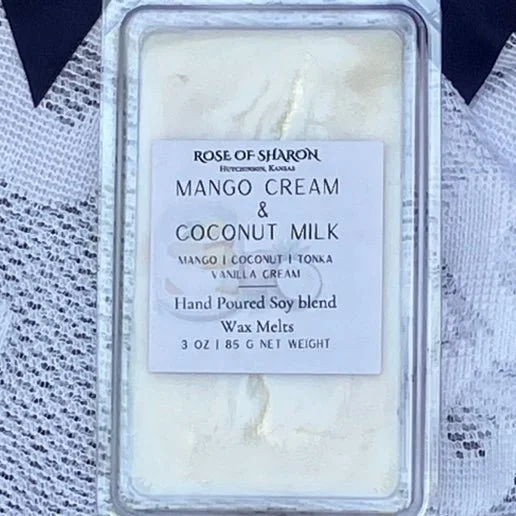 ROSE OF SHARON
HUTCHINSON, KANSAS
MANGO CREAM
&
COCONUT MILK
MANGO | COCONUT | TONKA
VANILLA CREAM
Hand Poured Soy blend
Wax Melts
3 OZ | 85 G NET WEIGHT